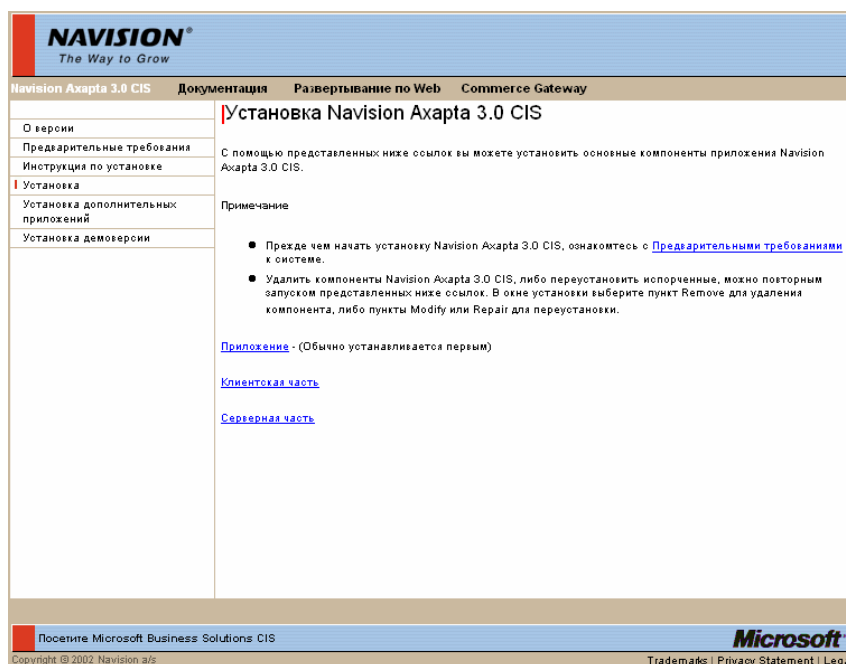 NAVISION®
The Way to Grow
Navision Axapta 3.0 CIS Документация Развертывание по Web Commerce Gateway
О версии
Предварительные требования
Инструкция по установке
Установка
Установка дополнительных
приложений
Установка демоверсии
Установка Navision Axapta 3.0 CIS
С помощью представленных ниже ссылок вы можете установить основные компоненты приложения Navision
Axapta 3.0 CIS.
Примечание
● Прежде чем начать установку Navision Axapta 3.0 CIS, ознакомтесь с Предварительными требованиями
к системе.
● Удалить компоненты Navision Axapta 3.0 CIS, либо переустановить испорченные, можно повторным
запуском представленных ниже ссылок. В окне установки выберите пункт Remove для удаления
компонента, либо пункты Modify или Repair для переустановки.
Приложение - (Обычно устанавливается первым)
Клиентская часть
Серверная часть
Посетите Microsoft Business Solutions CIS
Microsoft
Copyright © 2002 Navision a/s
Trademarks | Privacy Statement | Leg